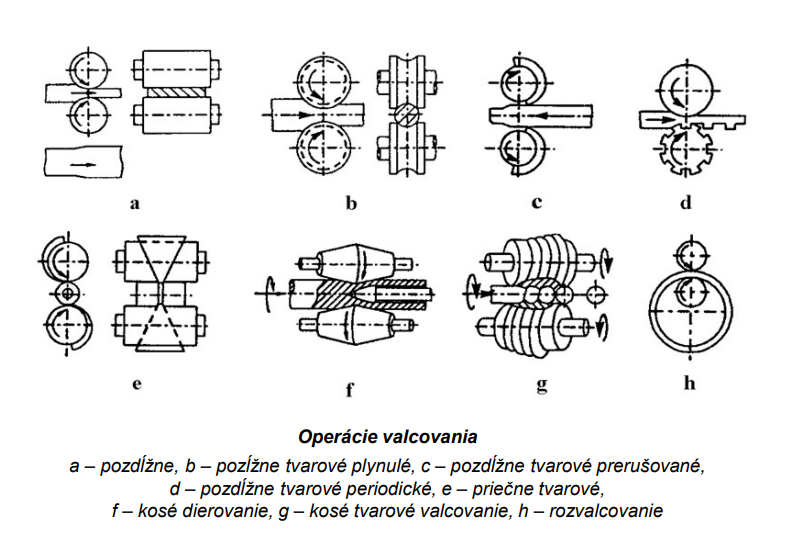 a b c d
e f g h
Operácie valcovania
a – pozdĺžne, b – pozĺžne tvarové plynulé, c – pozdĺžne tvarové prerušované,
d – pozdĺžne tvarové periodické, e – priečne tvarové,
f – kosé dierovanie, g – kosé tvarové valcovanie, h – rozvalcovanie